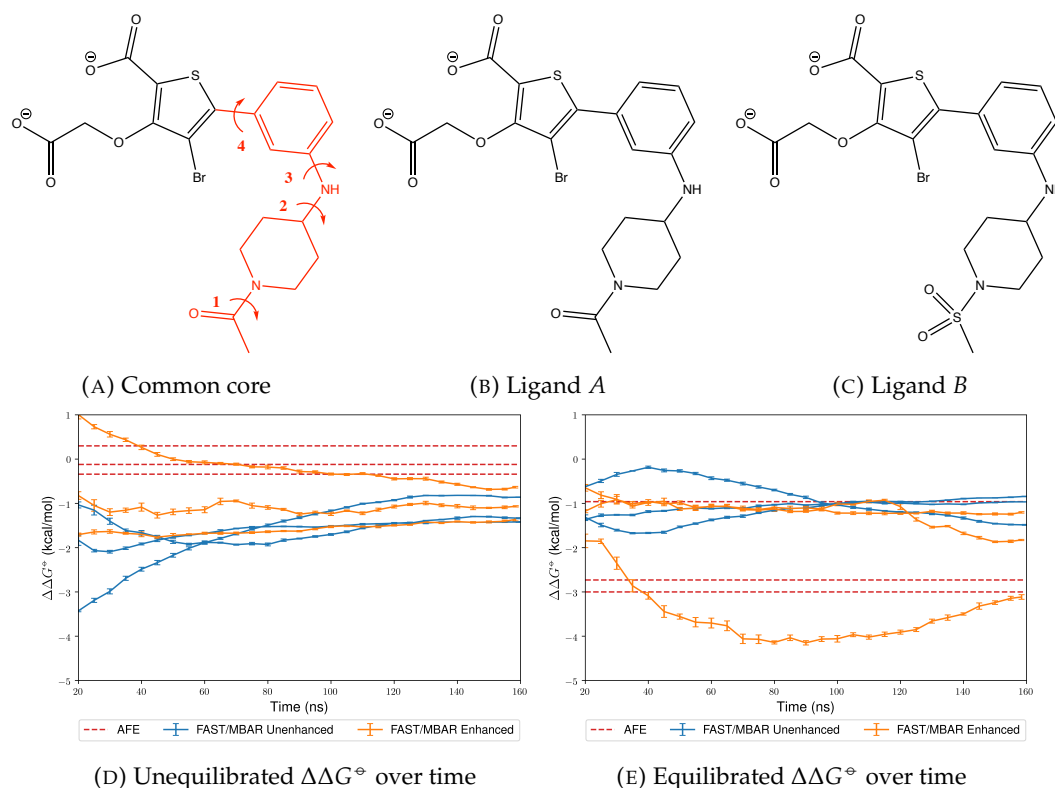 O O S O⊖ O⊖ O O Br 4 3 NH 2 N 1 O
O O S O⊖ O⊖ O O Br NH N O
O O S O⊖ O⊖ O O Br NH N O S O
(A) Common core (B) Ligand A (C) Ligand B
1
0
−1
−2
−3
−4
−5
ΔΔG⊖ (kcal/mol)
20 40 60 80 100 120 140 160
Time (ns)
AFE FAST/MBAR Unenhanced FAST/MBAR Enhanced
1
0
−1
−2
−3
−4
−5
ΔΔG⊖ (kcal/mol)
20 40 60 80 100 120 140 160
Time (ns)
AFE FAST/MBAR Unenhanced FAST/MBAR Enhanced
(D) Unequilibrated ΔΔG⊖ over time (E) Equilibrated ΔΔG⊖ over time